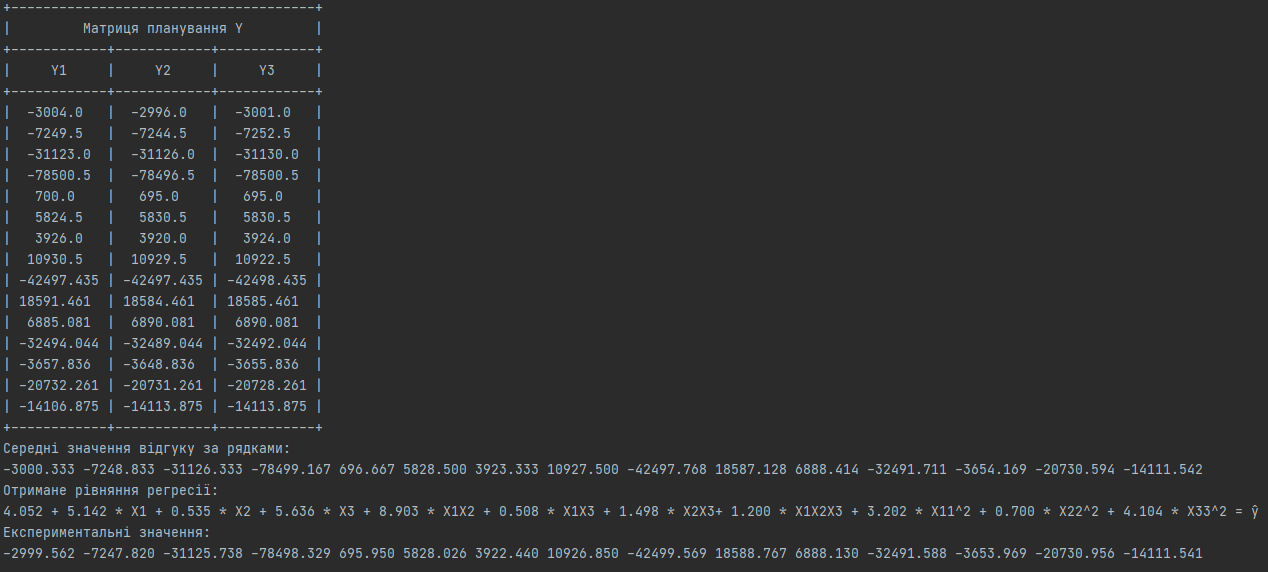 +--------------------------------------+
|         Матриця планування Y         |
+------------+------------+------------+
|     Y1     |     Y2     |     Y3     |
+------------+------------+------------+
|  -3004.0   |  -2996.0   |  -3001.0   |
|  -7249.5   |  -7244.5   |  -7252.5   |
|  -31123.0  |  -31126.0  |  -31130.0  |
|  -78500.5  |  -78496.5  |  -78500.5  |
|   700.0    |   695.0    |   695.0    |
|   5824.5   |   5830.5   |   5830.5   |
|   3926.0   |   3920.0   |   3924.0   |
|  10930.5   |  10929.5   |  10922.5   |
| -42497.435 | -42497.435 | -42498.435 |
| 18591.461  | 18584.461  | 18585.461  |
|  6885.081  |  6890.081  |  6890.081  |
| -32494.044 | -32489.044 | -32492.044 |
| -3657.836  | -3648.836  | -3655.836  |
| -20732.261 | -20731.261 | -20728.261 |
| -14106.875 | -14113.875 | -14113.875 |
+------------+------------+------------+
Середні значення відгуку за рядками:
-3000.333 -7248.833 -31126.333 -78499.167 696.667 5828.500 3923.333 10927.500 -42497.768 18587.128 6888.414 -32491.711 -3654.169 -20730.594 -14111.542
Отримане рівняння регресії:
4.052 + 5.142 * X1 + 0.535 * X2 + 5.636 * X3 + 8.903 * X1X2 + 0.508 * X1X3 + 1.498 * X2X3+ 1.200 * X1X2X3 + 3.202 * X11^2 + 0.700 * X22^2 + 4.104 * X33^2 = ŷ
Експериментальні значення:
-2999.562 -7247.820 -31125.738 -78498.329 695.950 5828.026 3922.440 10926.850 -42499.569 18588.767 6888.130 -32491.588 -3653.969 -20730.956 -14111.541